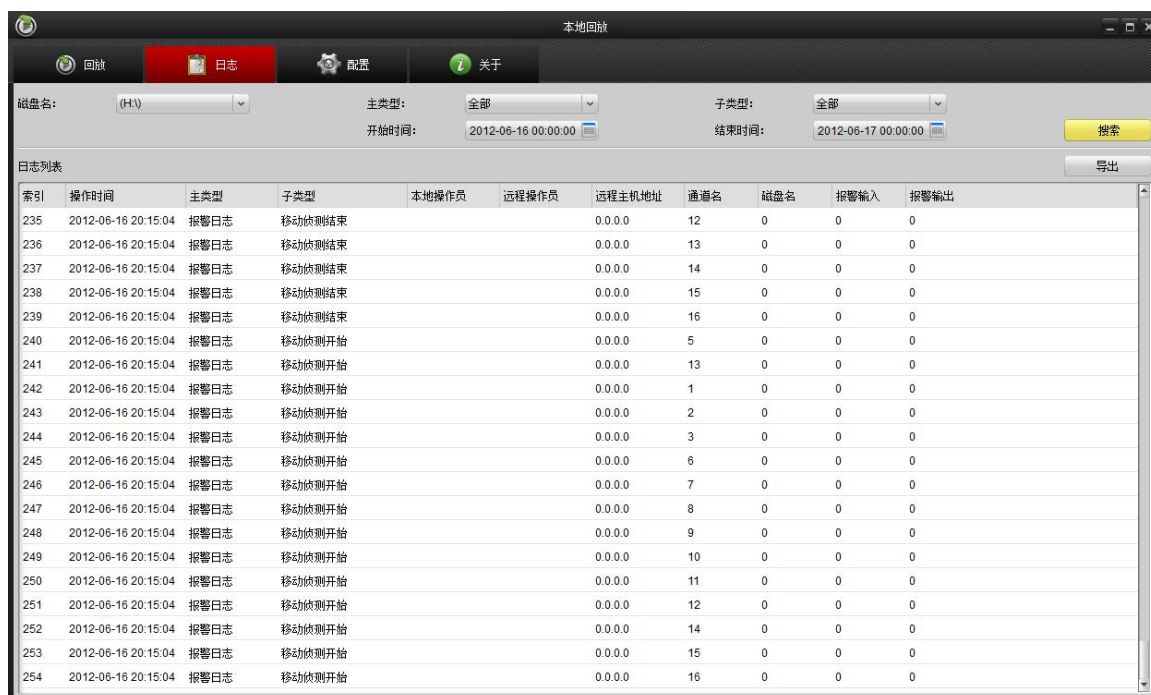 本地回放
回放 日志 配置 关于
磁盘名: (H:\) 主类型: 全部 子类型: 全部
开始时间: 2012-06-16 00:00:00 结束时间: 2012-06-17 00:00:00 搜索
日志列表 导出
索引 操作时间 主类型 子类型 本地操作员 远程操作员 远程主机地址 通道名 磁盘名 报警输入 报警输出
235 2012-06-16 20:15:04 报警日志 移动侦测结束 0.0.0.0 12 0 0 0
236 2012-06-16 20:15:04 报警日志 移动侦测结束 0.0.0.0 13 0 0 0
237 2012-06-16 20:15:04 报警日志 移动侦测结束 0.0.0.0 14 0 0 0
238 2012-06-16 20:15:04 报警日志 移动侦测结束 0.0.0.0 15 0 0 0
239 2012-06-16 20:15:04 报警日志 移动侦测结束 0.0.0.0 16 0 0 0
240 2012-06-16 20:15:04 报警日志 移动侦测开始 0.0.0.0 5 0 0 0
241 2012-06-16 20:15:04 报警日志 移动侦测开始 0.0.0.0 13 0 0 0
242 2012-06-16 20:15:04 报警日志 移动侦测开始 0.0.0.0 1 0 0 0
243 2012-06-16 20:15:04 报警日志 移动侦测开始 0.0.0.0 2 0 0 0
244 2012-06-16 20:15:04 报警日志 移动侦测开始 0.0.0.0 3 0 0 0
245 2012-06-16 20:15:04 报警日志 移动侦测开始 0.0.0.0 6 0 0 0
246 2012-06-16 20:15:04 报警日志 移动侦测开始 0.0.0.0 7 0 0 0
247 2012-06-16 20:15:04 报警日志 移动侦测开始 0.0.0.0 8 0 0 0
248 2012-06-16 20:15:04 报警日志 移动侦测开始 0.0.0.0 9 0 0 0
249 2012-06-16 20:15:04 报警日志 移动侦测开始 0.0.0.0 10 0 0 0
250 2012-06-16 20:15:04 报警日志 移动侦测开始 0.0.0.0 11 0 0 0
251 2012-06-16 20:15:04 报警日志 移动侦测开始 0.0.0.0 12 0 0 0
252 2012-06-16 20:15:04 报警日志 移动侦测开始 0.0.0.0 14 0 0 0
253 2012-06-16 20:15:04 报警日志 移动侦测开始 0.0.0.0 15 0 0 0
254 2012-06-16 20:15:04 报警日志 移动侦测开始 0.0.0.0 16 0 0 0